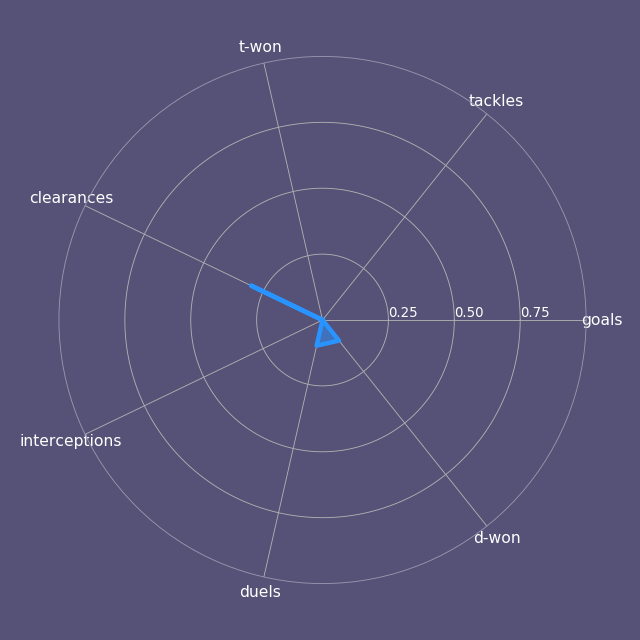 t-won
tackles
clearances
0.25 0.50 0.75
goals
interceptions
d-won
duels